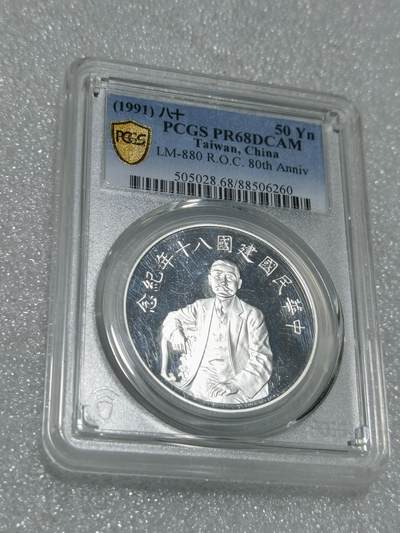 (1991) 八十 50 Yn
PCGS PR68DCAM
Taiwan, China
LM-880 R.O.C. 80th Anniv
505028.68/88506260
PCGS
念紀年十八國建國民華中